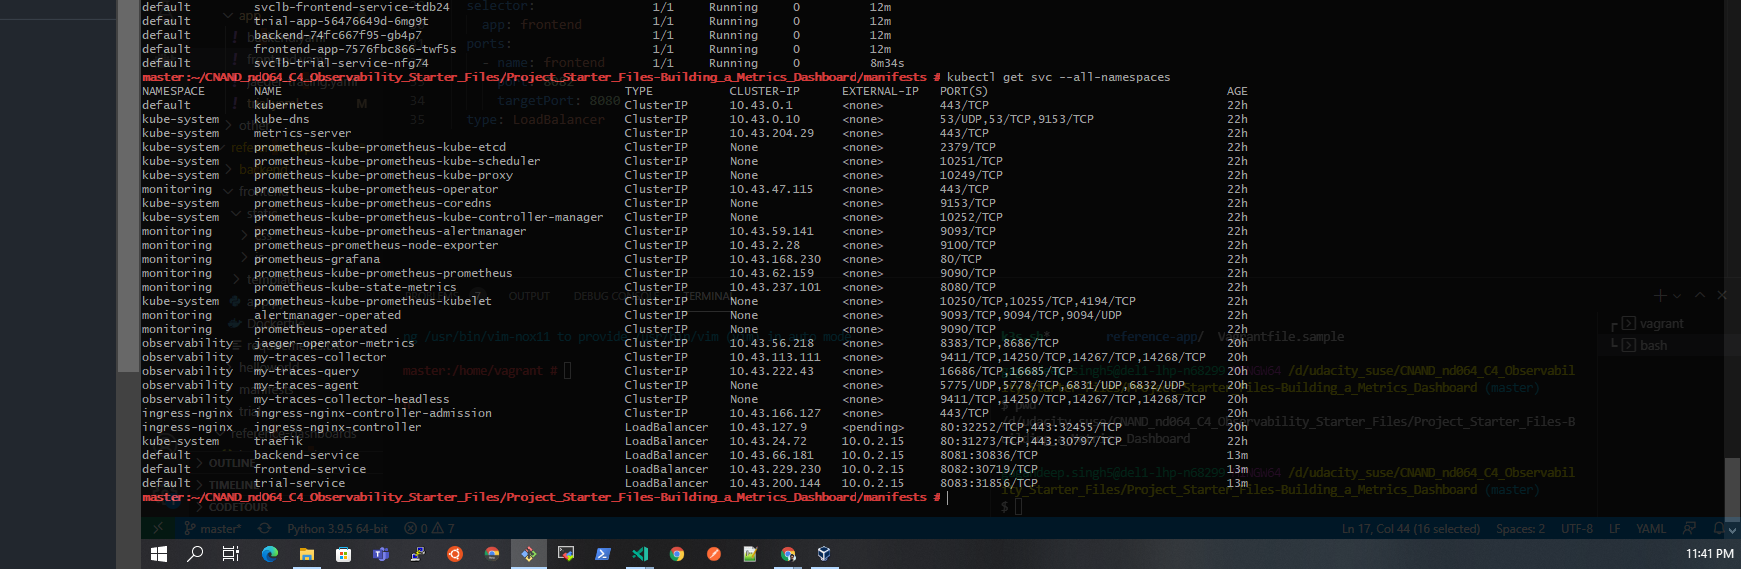 default svclb-frontend-service-tdb24 1/1 Running 0 12m
default trial-app-56476649d-6mg9t 1/1 Running 0 12m
default backend-74fc667f95-gb4p7 1/1 Running 0 12m
default frontend-app-7576fbc866-twf5s 1/1 Running 0 12m
default svclb-trial-service-nfg74 1/1 Running 0 8m34s
master:~/CNAND_nd064_C4_Observability_Starter_Files/Project_Starter_Files-Building_a_Metrics_Dashboard/manifests # kubectl get svc --all-namespaces
NAMESPACE NAME TYPE CLUSTER-IP EXTERNAL-IP PORT(S) AGE
default kubernetes ClusterIP 10.43.0.1 <none> 443/TCP 22h
kube-system kube-dns ClusterIP 10.43.0.10 <none> 53/UDP,53/TCP,9153/TCP 22h
kube-system metrics-server ClusterIP 10.43.204.29 <none> 443/TCP 22h
kube-system prometheus-kube-prometheus-kube-etcd ClusterIP None <none> 2379/TCP 22h
kube-system prometheus-kube-prometheus-kube-scheduler ClusterIP None <none> 10251/TCP 22h
kube-system prometheus-kube-prometheus-kube-proxy ClusterIP None <none> 10249/TCP 22h
monitoring prometheus-kube-prometheus-operator ClusterIP 10.43.47.115 <none> 443/TCP 22h
kube-system prometheus-kube-prometheus-coredns ClusterIP None <none> 9153/TCP 22h
kube-system prometheus-kube-prometheus-kube-controller-manager ClusterIP None <none> 10252/TCP 22h
monitoring prometheus-kube-prometheus-alertmanager ClusterIP 10.43.59.141 <none> 9093/TCP 22h
monitoring prometheus-prometheus-node-exporter ClusterIP 10.43.2.28 <none> 9100/TCP 22h
monitoring prometheus-grafana ClusterIP 10.43.168.230 <none> 80/TCP 22h
monitoring prometheus-kube-prometheus-prometheus ClusterIP 10.43.62.159 <none> 9090/TCP 22h
monitoring prometheus-kube-state-metrics ClusterIP 10.43.237.101 <none> 8080/TCP 22h
kube-system prometheus-kube-prometheus-kubelet ClusterIP None <none> 10250/TCP,10255/TCP,4194/TCP 22h
monitoring alertmanager-operated ClusterIP None <none> 9093/TCP,9094/TCP,9094/UDP 22h
monitoring prometheus-operated ClusterIP None <none> 9090/TCP 22h
observability jaeger-operator-metrics ClusterIP 10.43.56.218 <none> 8383/TCP,8686/TCP 20h
observability my-traces-collector ClusterIP 10.43.113.111 <none> 9411/TCP,14250/TCP,14267/TCP,14268/TCP 20h
observability my-traces-query ClusterIP 10.43.222.43 <none> 16686/TCP,16685/TCP 20h
observability my-traces-agent ClusterIP None <none> 5775/UDP,5778/TCP,6831/UDP,6832/UDP 20h
observability my-traces-collector-headless ClusterIP None <none> 9411/TCP,14250/TCP,14267/TCP,14268/TCP 20h
ingress-nginx ingress-nginx-controller-admission ClusterIP 10.43.166.127 <none> 443/TCP 20h
ingress-nginx ingress-nginx-controller LoadBalancer 10.43.127.9 <pending> 80:32252/TCP,443:32455/TCP 20h
kube-system traefik LoadBalancer 10.43.24.72 10.0.2.15 80:31273/TCP,443:30797/TCP 22h
default backend-service LoadBalancer 10.43.66.181 10.0.2.15 8081:30836/TCP 13m
default frontend-service LoadBalancer 10.43.229.230 10.0.2.15 8082:30719/TCP 13m
default trial-service LoadBalancer 10.43.200.144 10.0.2.15 8083:31856/TCP 13m
master:~/CNAND_nd064_C4_Observability_Starter_Files/Project_Starter_Files-Building_a_Metrics_Dashboard/manifests #
selector:
app: frontend
ports:
- name: frontend
34 targetPort: 8080
35 type: LoadBalancer
OUTPUT
TERMINAL
master:/home/vagrant #
reference-app/ Vagrantfile.sample
vagrant
bash
OUTLINE
TIMELINE
CODETOUR
master* Python 3.9.5 64-bit 0 7 Ln 17, Col 44 (16 selected) Spaces: 2 UTF-8 LF YAML
11:41 PM